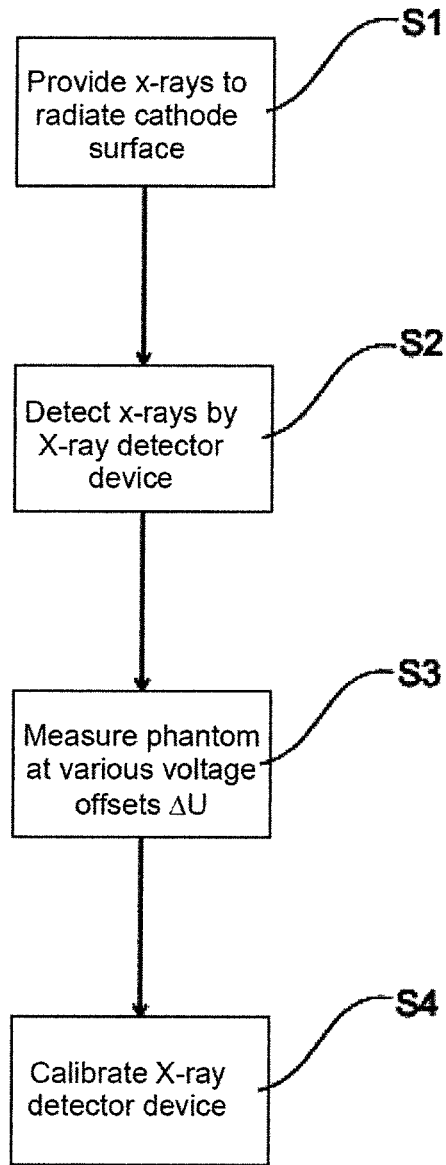 S1
Provide x-rays to
radiate cathode
surface
S2
Detect x-rays by
X-ray detector
device
S3
Measure phantom
at various voltage
offsets ΔU
S4
Calibrate X-ray
detector device